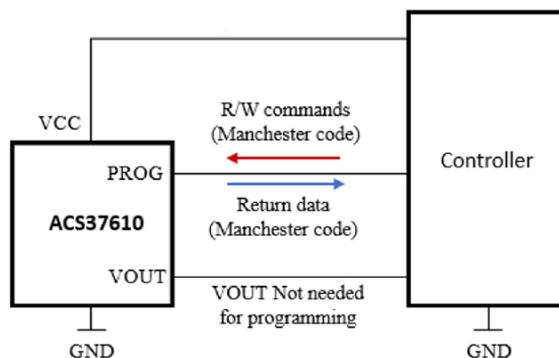 R/W commands
(Manchester code)
VCC
PROG
Controller
ACS37610
Return data
(Manchester code)
VOUT
VOUT Not needed
for programming
GND
GND